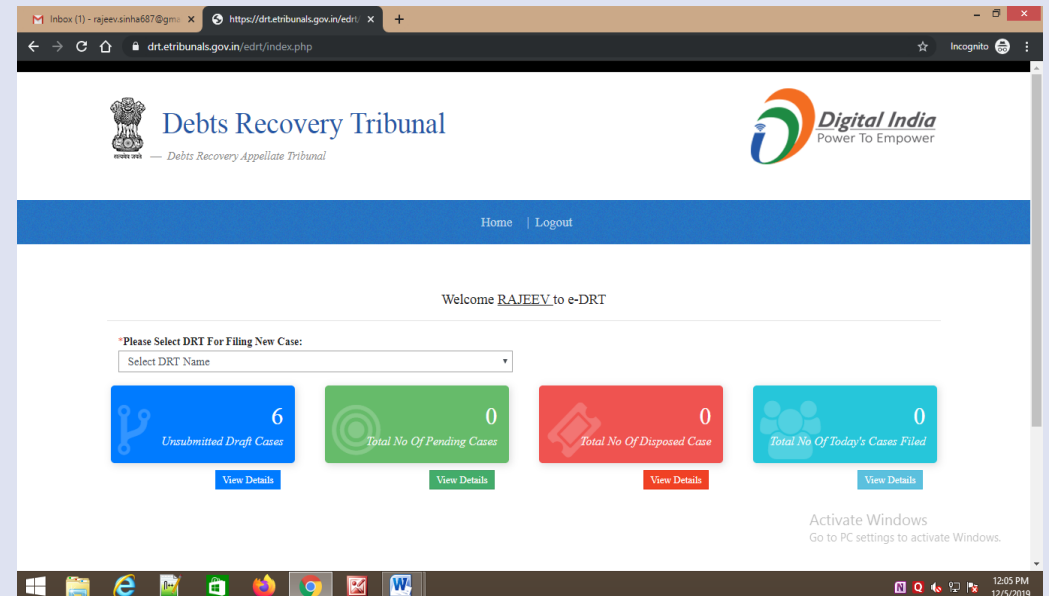 Inbox (1) - rajeev.sinha687@gma
https://drt.etribunals.gov.in/edrt/
drt.etribunals.gov.in/edrt/index.php
Incognito
Debts Recovery Tribunal
— Debts Recovery Appellate Tribunal
सत्यमेव जयते
Digital India
Power To Empower
Home | Logout
Welcome RAJEEV to e-DRT
*Please Select DRT For Filing New Case:
Select DRT Name
6
Unsubmitted Draft Cases
0
Total No Of Pending Cases
0
Total No Of Disposed Case
0
Total No Of Today's Cases Filed
View Details
View Details
View Details
View Details
Activate Windows
Go to PC settings to activate Windows.
12:05 PM
12/5/2019